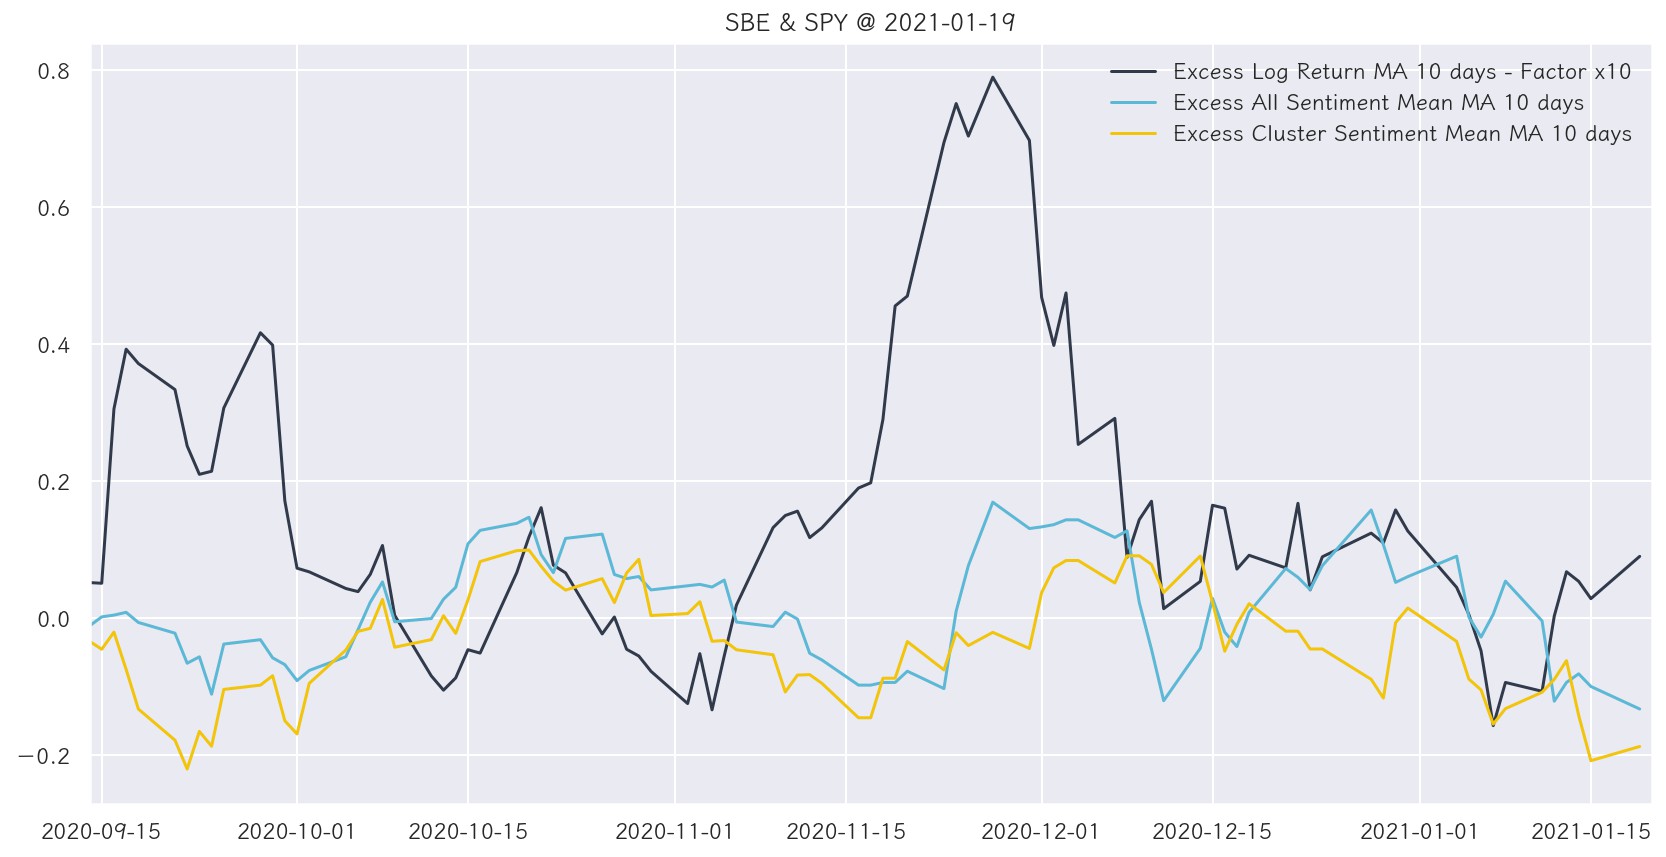 SBE & SPY @ 2021-01-19
Excess Log Return MA 10 days - Factor x10
Excess All Sentiment Mean MA 10 days
Excess Cluster Sentiment Mean MA 10 days
0.8
0.6
0.4
0.2
0.0
−0.2
2020-09-15 2020-10-01 2020-10-15 2020-11-01 2020-11-15 2020-12-01 2020-12-15 2021-01-01 2021-01-15